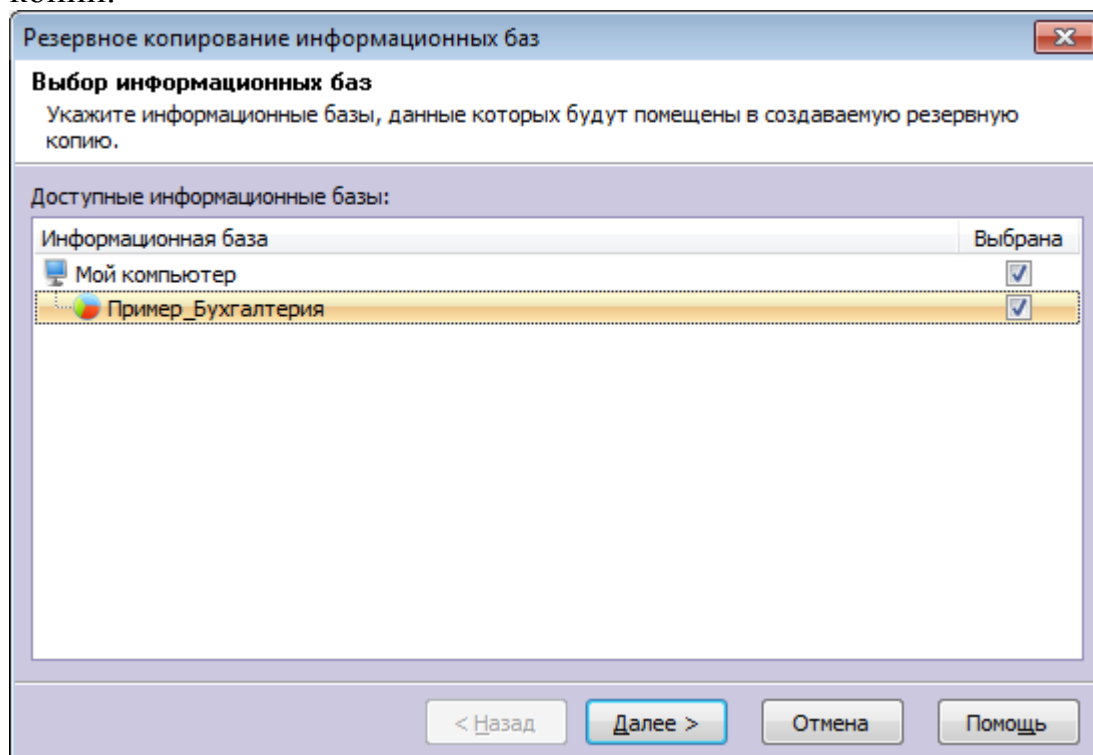 Резервное копирование информационных баз
Выбор информационных баз
Укажите информационные базы, данные которых будут помещены в создаваемую резервную
копию.
Доступные информационные базы:
Информационная база Выбрана
Мой компьютер
Пример_Бухгалтерия
< Назад Далее > Отмена Помощь